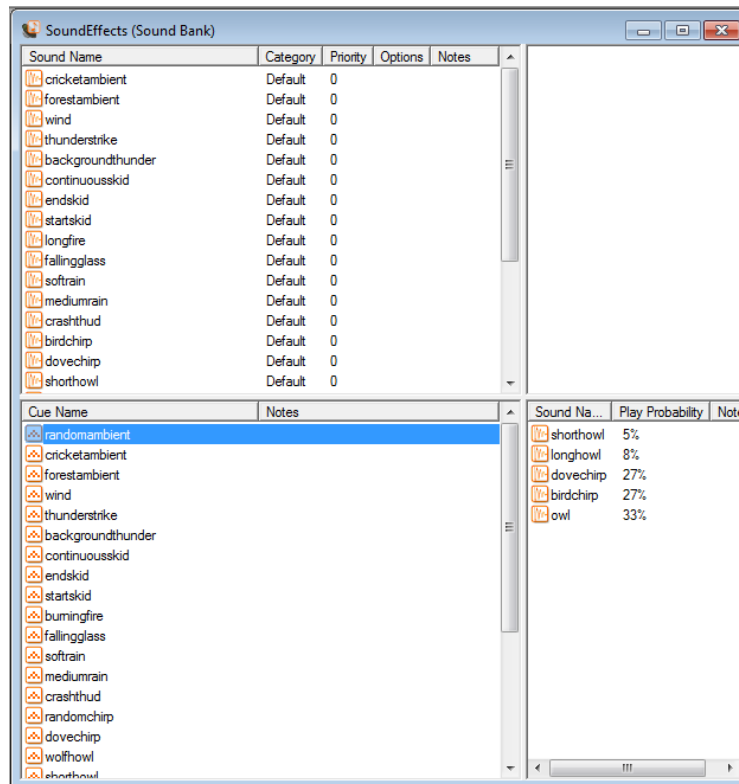 SoundEffects (Sound Bank)
Sound Name Category Priority Options Notes
cricketambient Default 0
forestambient Default 0
wind Default 0
thunderstrike Default 0
backgroundthunder Default 0
continuousskid Default 0
endskid Default 0
startskid Default 0
longfire Default 0
fallingglass Default 0
softrain Default 0
mediumrain Default 0
crashthud Default 0
birdchirp Default 0
dovechirp Default 0
shorthowl Default 0
Cue Name Notes
randomambient
cricketambient
forestambient
wind
thunderstrike
backgroundthunder
continuousskid
endskid
startskid
burningfire
fallingglass
softrain
mediumrain
crashthud
randomchirp
dovechirp
wolfhowl
shorthowl
Sound Na... Play Probability Note
shorthowl 5%
longhowl 8%
dovechirp 27%
birdchirp 27%
owl 33%